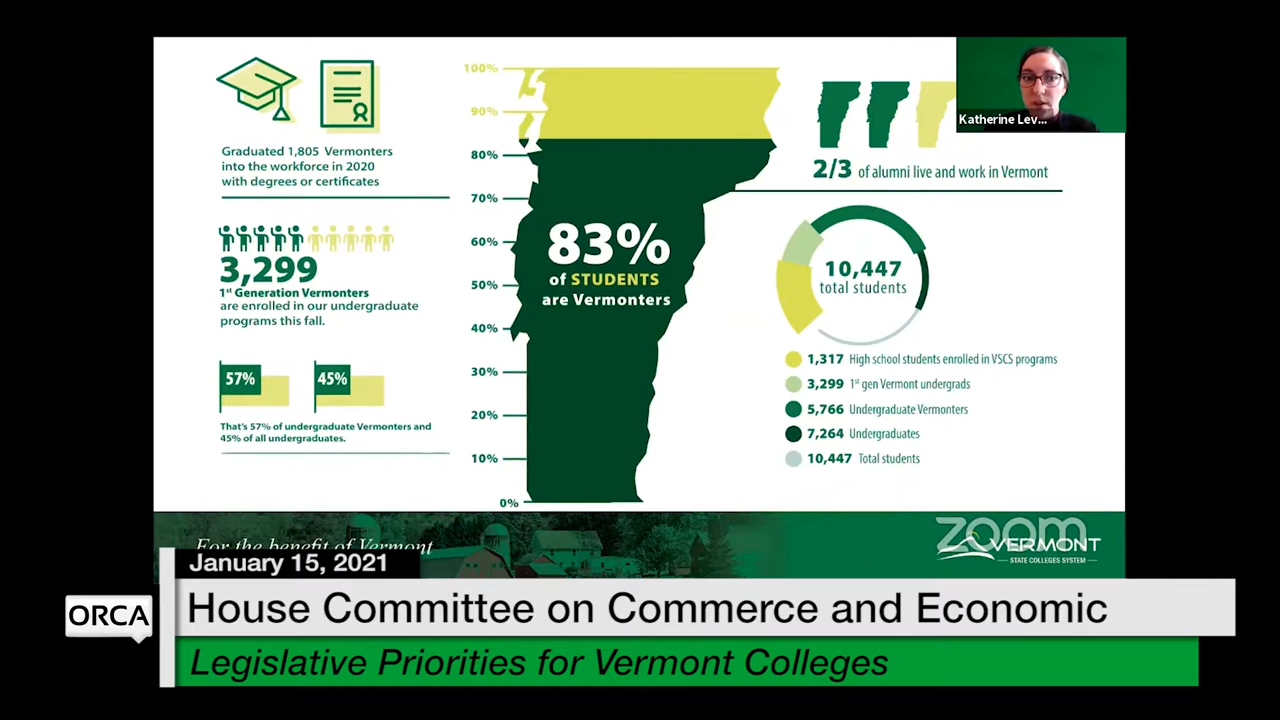 Graduated 1,805 Vermonters
into the workforce in 2020
with degrees or certificates
3,299
1st Generation Vermonters
are enrolled in our undergraduate
programs this fall.
57%
45%
That's 57% of undergraduate Vermonters and
45% of all undergraduates.
100%
90%
80%
70%
60%
50%
40%
30%
20%
10%
0%
83%
of STUDENTS
are Vermonters
Katherine Lev...
2/3 of alumni live and work in Vermont
10,447
total students
1,317 High school students enrolled in VSCS programs
3,299 1st gen Vermont undergrads
5,766 Undergraduate Vermonters
7,264 Undergraduates
10,447 Total students
For the benefit of Vermont
zoom
VERMONT
STATE COLLEGES SYSTEM
January 15, 2021
ORCA
House Committee on Commerce and Economic
Legislative Priorities for Vermont Colleges